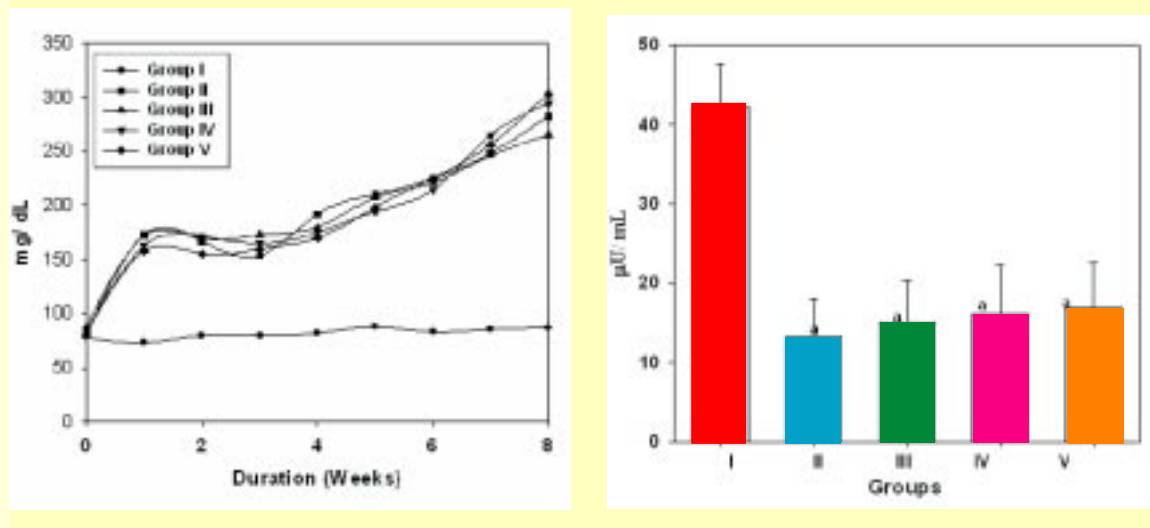 350
300
250
200
150
100
50
0
mg/ dL
Group I
Group II
Group III
Group IV
Group V
0 2 4 6 8
Duration (Weeks)
50
40
30
20
10
0
µU/ mL
a a a a
I II III IV V
Groups